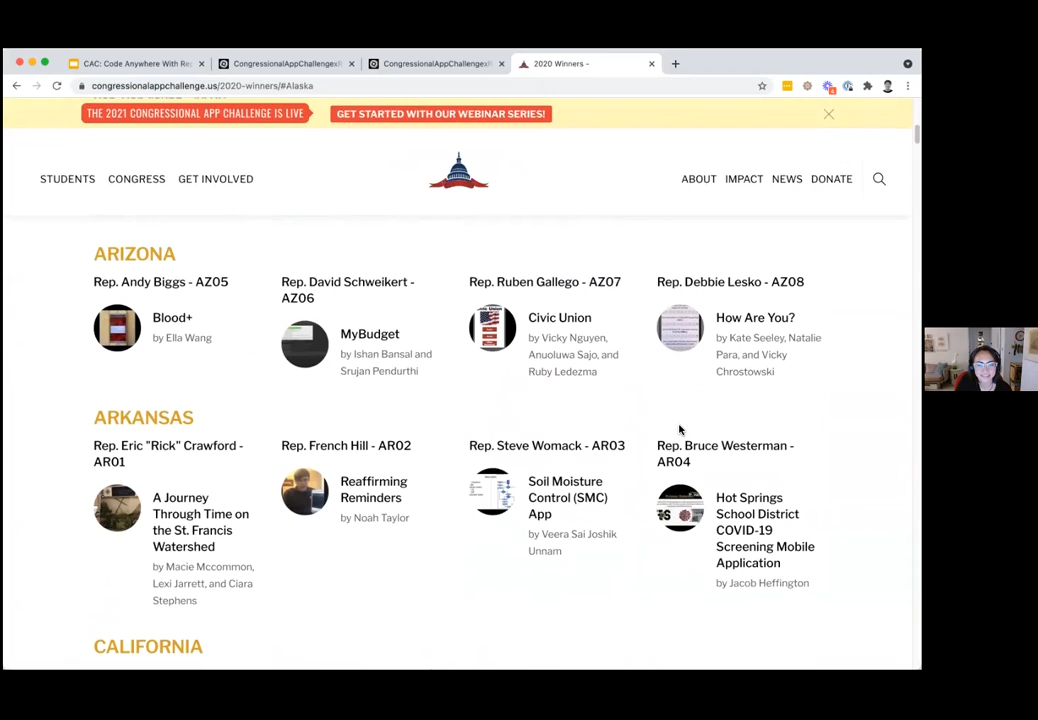 CAC: Code Anywhere With Re
CongressionalAppChallengex
CongressionalAppChallengex
2020 Winners -
congressionalappchallenge.us/2020-winners/#Alaska
THE 2021 CONGRESSIONAL APP CHALLENGE IS LIVE
GET STARTED WITH OUR WEBINAR SERIES!
STUDENTS CONGRESS GET INVOLVED
ABOUT IMPACT NEWS DONATE
ARIZONA
Rep. Andy Biggs - AZ05
Blood+
by Ella Wang
Rep. David Schweikert -
AZ06
MyBudget
by Ishan Bansal and
Srujan Pendurthi
Rep. Ruben Gallego - AZ07
Civic Union
by Vicky Nguyen,
Anuoluwa Sajo, and
Ruby Ledezma
Rep. Debbie Lesko - AZ08
How Are You?
by Kate Seeley, Natalie
Para, and Vicky
Chrostowski
ARKANSAS
Rep. Eric "Rick" Crawford -
AR01
A Journey
Through Time on
the St. Francis
Watershed
by Macie Mccommon,
Lexi Jarrett, and Ciara
Stephens
Rep. French Hill - AR02
Reaffirming
Reminders
by Noah Taylor
Rep. Steve Womack - AR03
Soil Moisture
Control (SMC)
App
by Veera Sai Joshik
Unnam
Rep. Bruce Westerman -
AR04
Hot Springs
School District
COVID-19
Screening Mobile
Application
by Jacob Heffington
CALIFORNIA